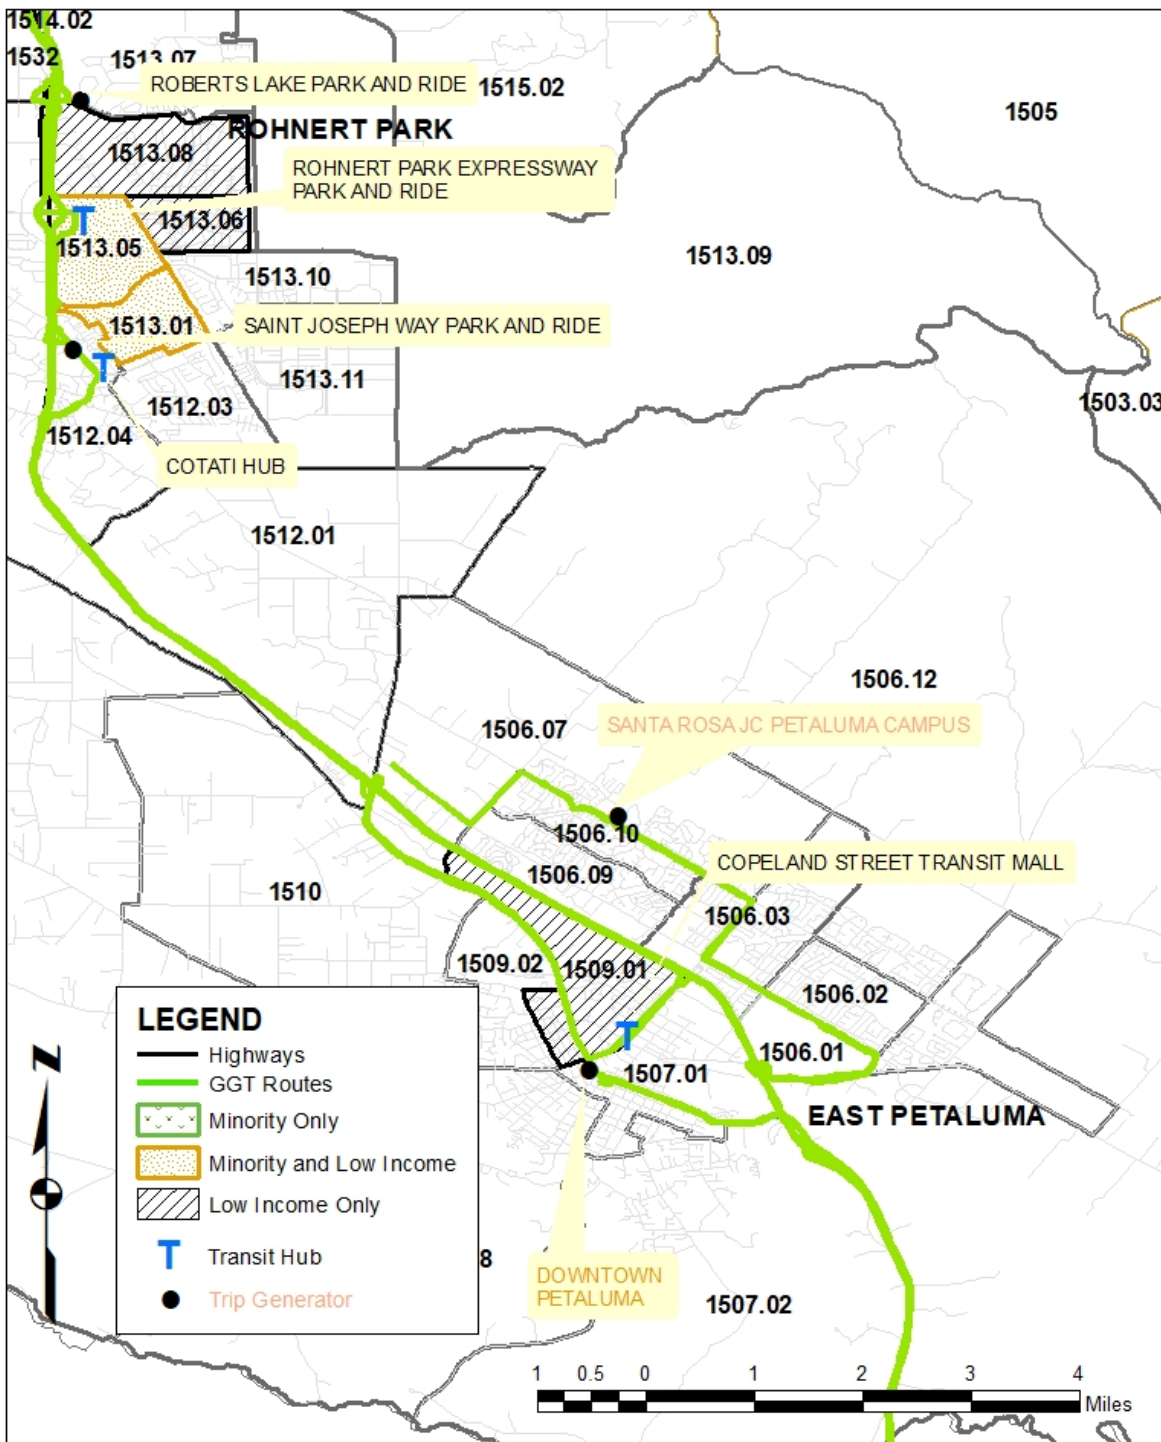 1514.02
1532
1513.07
ROBERTS LAKE PARK AND RIDE
1515.02
1505
ROHNERT PARK
1513.08
ROHNERT PARK EXPRESSWAY
PARK AND RIDE
1513.06
T
1513.05
1513.09
1513.10
1513.01
SAINT JOSEPH WAY PARK AND RIDE
T
1513.11
1512.03
1503.03
1512.04
COTATI HUB
1512.01
1506.12
1506.07
SANTA ROSA JC PETALUMA CAMPUS
1506.10
COPELAND STREET TRANSIT MALL
1506.09
1510
1506.03
1509.02
1509.01
1506.02
T
1506.01
1507.01
EAST PETALUMA
LEGEND
Highways
GGT Routes
Minority Only
Minority and Low Income
Low Income Only
T Transit Hub
Trip Generator
Z
8
DOWNTOWN
PETALUMA
1507.02
1 0.5 0 1 2 3 4
Miles